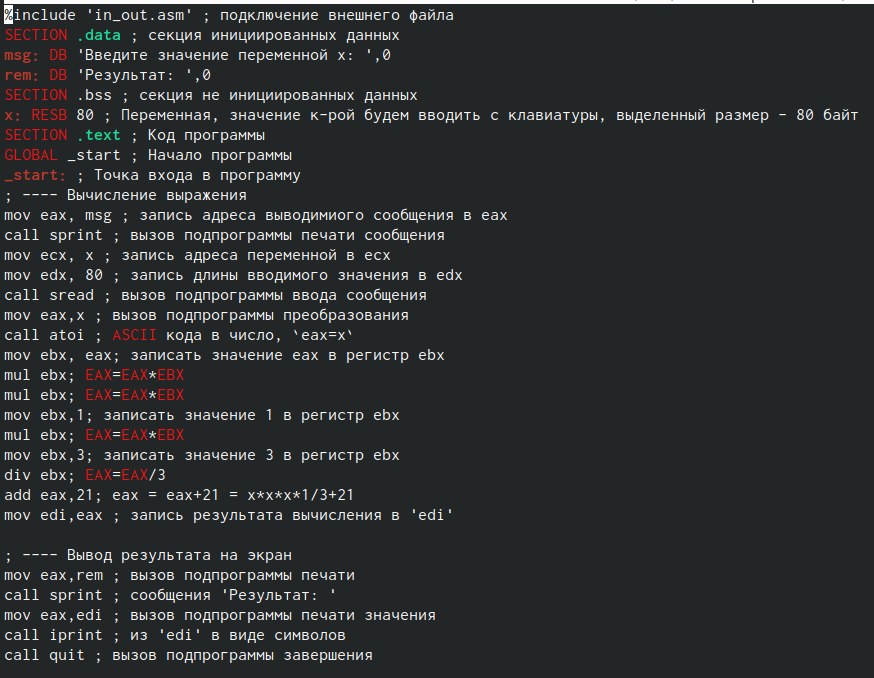 %include 'in_out.asm' ; подключение внешнего файла
SECTION .data ; секция инициированных данных
msg: DB 'Введите значение переменной x: ',0
rem: DB 'Результат: ',0
SECTION .bss ; секция не инициированных данных
x: RESB 80 ; Переменная, значение к-рой будем вводить с клавиатуры, выделенный размер - 80 байт
SECTION .text ; Код программы
GLOBAL _start ; Начало программы
_start: ; Точка входа в программу
; ---- Вычисление выражения
mov eax, msg ; запись адреса выводимиого сообщения в eax
call sprint ; вызов подпрограммы печати сообщения
mov ecx, x ; запись адреса переменной в ecx
mov edx, 80 ; запись длины вводимого значения в edx
call sread ; вызов подпрограммы ввода сообщения
mov eax,x ; вызов подпрограммы преобразования
call atoi ; ASCII кода в число, `eax=x`
mov ebx, eax; записать значение eax в регистр ebx
mul ebx; EAX=EAX*EBX
mul ebx; EAX=EAX*EBX
mov ebx,1; записать значение 1 в регистр ebx
mul ebx; EAX=EAX*EBX
mov ebx,3; записать значение 3 в регистр ebx
div ebx; EAX=EAX/3
add eax,21; eax = eax+21 = x*x*x*1/3+21
mov edi,eax ; запись результата вычисления в 'edi'
; ---- Вывод результата на экран
mov eax,rem ; вызов подпрограммы печати
call sprint ; сообщения 'Результат: '
mov eax,edi ; вызов подпрограммы печати значения
call iprint ; из 'edi' в виде символов
call quit ; вызов подпрограммы завершения